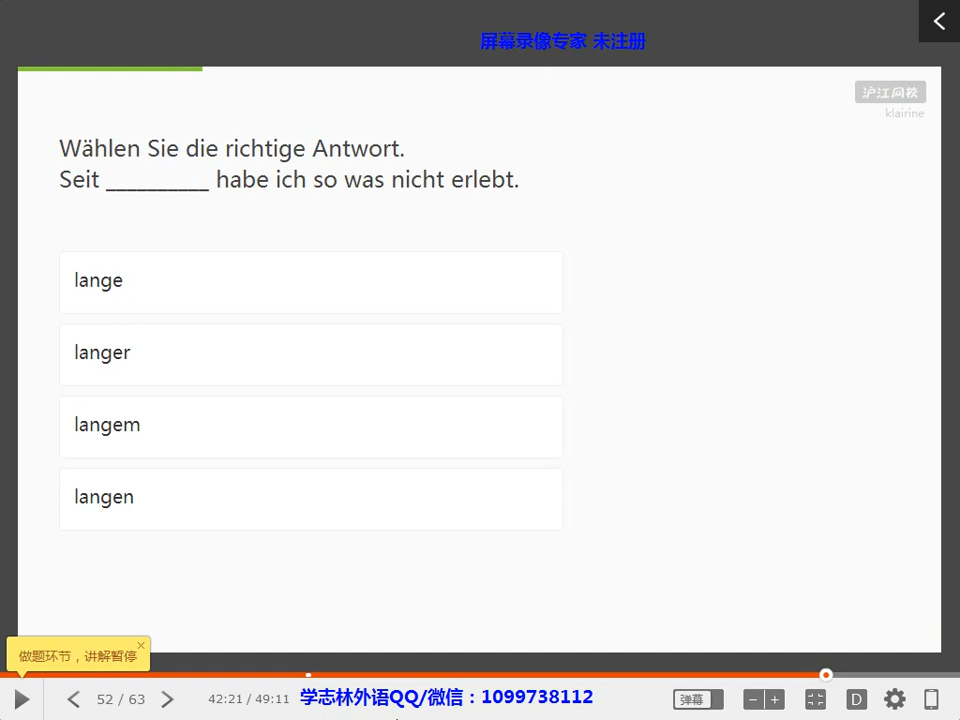 屏幕录像专家 未注册
沪江网校
klairine
Wählen Sie die richtige Antwort.
Seit __________ habe ich so was nicht erlebt.
lange
langer
langem
langen
做题环节，讲解暂停
52 / 63
42:21 / 49:11
学志林外语QQ/微信：1099738112
弹幕
D